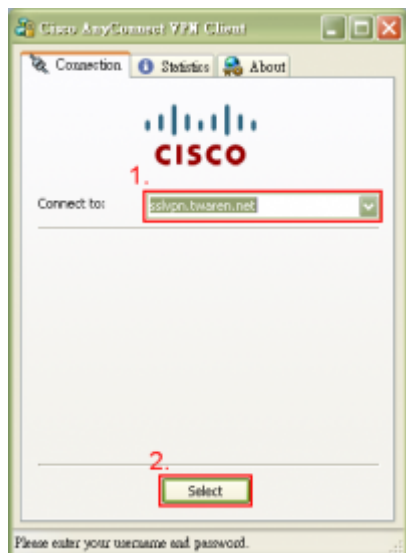 Cisco AnyConnect VPN Client
Connection Statistics About
CISCO
1.
Connect to: sslvpn.twaren.net
2.
Select
Please enter your username and password.